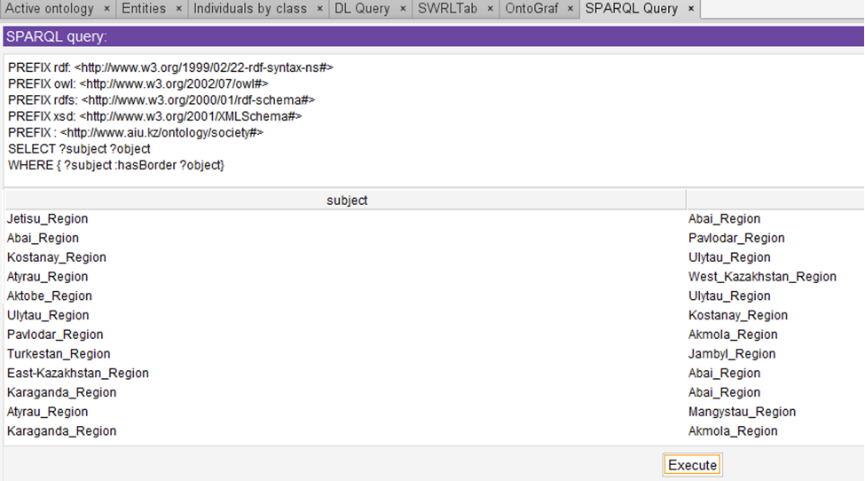 Active ontology × Entities × Individuals by class × DL Query × SWRLTab × OntoGraf × SPARQL Query ×
SPARQL query:
PREFIX rdf: <http://www.w3.org/1999/02/22-rdf-syntax-ns#>
PREFIX owl: <http://www.w3.org/2002/07/owl#>
PREFIX rdfs: <http://www.w3.org/2000/01/rdf-schema#>
PREFIX xsd: <http://www.w3.org/2001/XMLSchema#>
PREFIX : <http://www.aiu.kz/ontology/society#>
SELECT ?subject ?object
WHERE { ?subject :hasBorder ?object}
subject
Jetisu_Region Abai_Region
Abai_Region Pavlodar_Region
Kostanay_Region Ulytau_Region
Atyrau_Region West_Kazakhstan_Region
Aktobe_Region Ulytau_Region
Ulytau_Region Kostanay_Region
Pavlodar_Region Akmola_Region
Turkestan_Region Jambyl_Region
East-Kazakhstan_Region Abai_Region
Karaganda_Region Abai_Region
Atyrau_Region Mangystau_Region
Karaganda_Region Akmola_Region
Execute